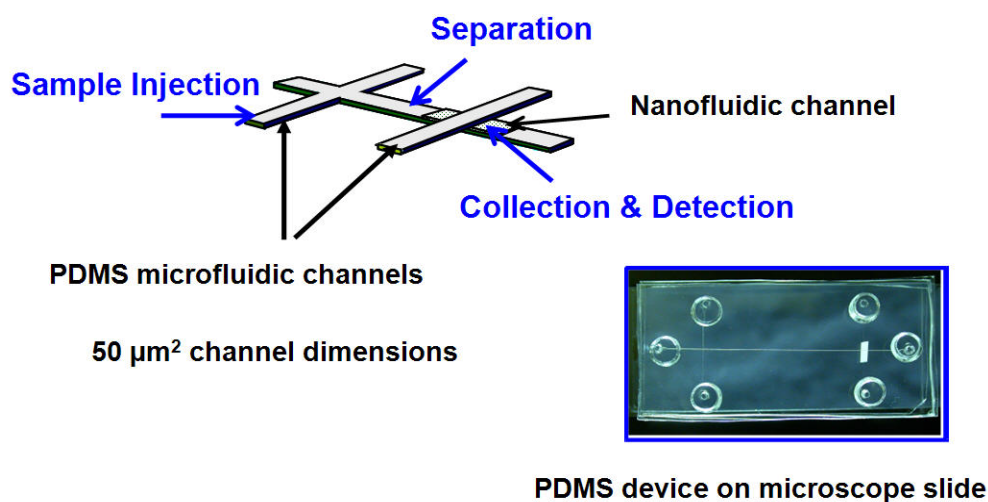 Separation
Sample Injection
Nanofluidic channel
Collection & Detection
PDMS microfluidic channels
50 µm² channel dimensions
PDMS device on microscope slide